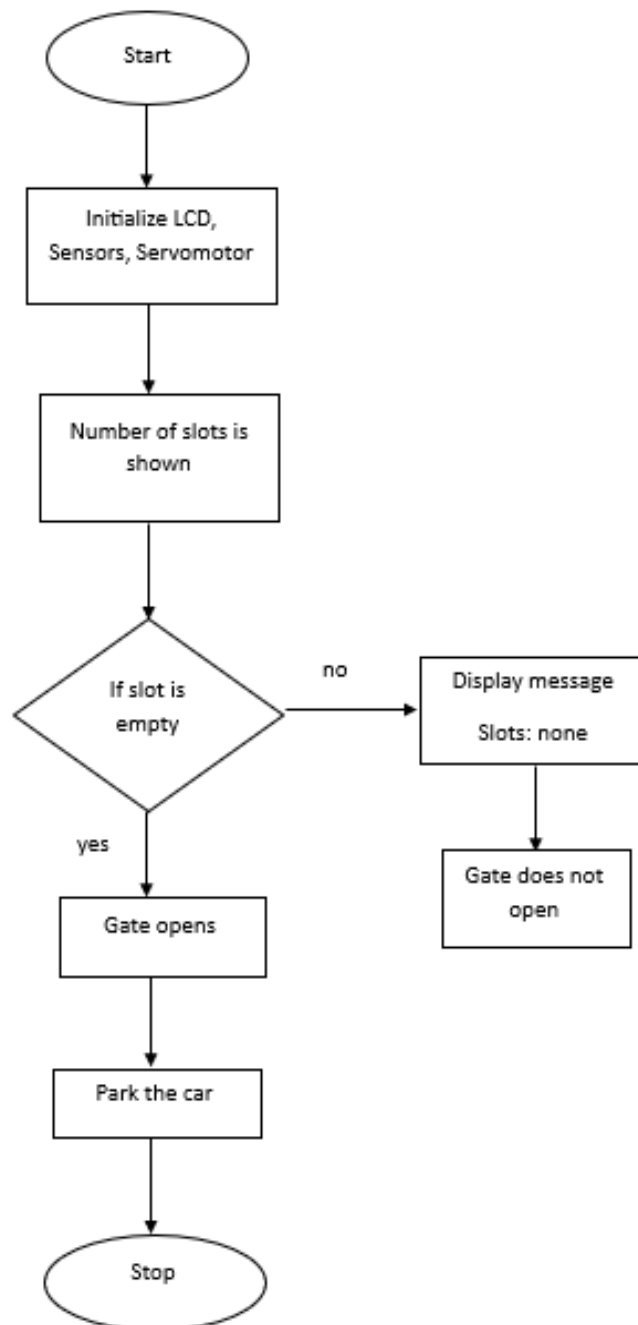 Start
Initialize LCD,
Sensors, Servomotor
Number of slots is
shown
If slot is
empty
no
Display message
Slots: none
yes
Gate does not
open
Gate opens
Park the car
Stop